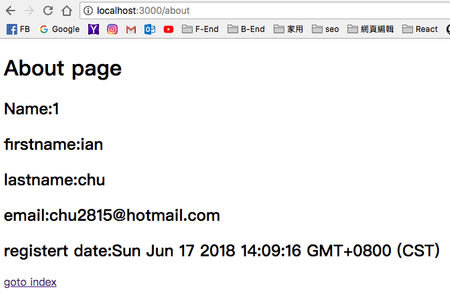 localhost:3000/about
FB
Google
F-End
B-End
家用
seo
網頁編輯
React
About page
Name:1
firstname:ian
lastname:chu
email:chu2815@hotmail.com
registert date:Sun Jun 17 2018 14:09:16 GMT+0800 (CST)
goto index